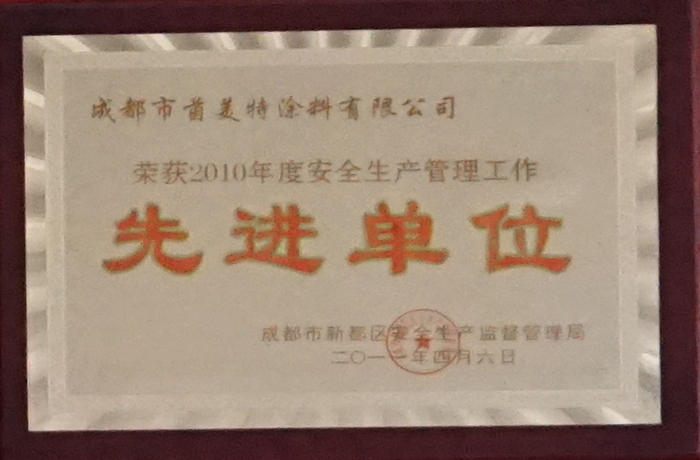 成都市茵美特涂料有限公司
荣获2010年度安全生产管理工作
先进单位
成都市新都区安全生产监督管理局
二〇一一年四月六日